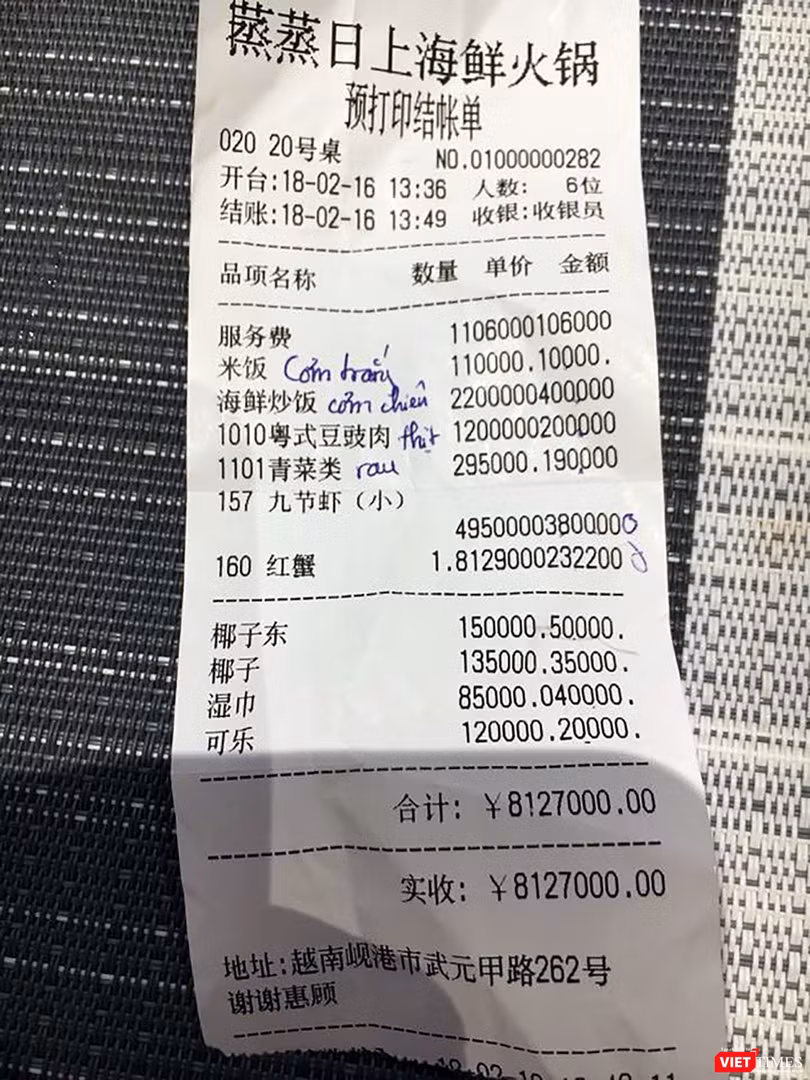 蒸蒸日上海鲜火锅
预打印结帐单
020 20号桌 NO.01000000282
开台:18-02-16 13:36 人数: 6位
结账:18-02-16 13:49 收银:收银员
品项名称 数量 单价 金额
服务费 1106000106000
米饭 Cơm trắng 110000.10000.
海鲜炒饭 cơm chiên 2200000400000
1010粤式豆豉肉 thịt 1200000200000
1101青菜类 rau 295000.190000
157 九节虾（小）
49500003800000
160 红蟹 1.8129000232200
椰子东 150000.50000.
椰子 135000.35000.
湿巾 85000.040000.
可乐 120000.20000.
合计: ￥8127000.00
实收: ￥8127000.00
地址:越南岘港市武元甲路262号
谢谢惠顾
VIETTIMES